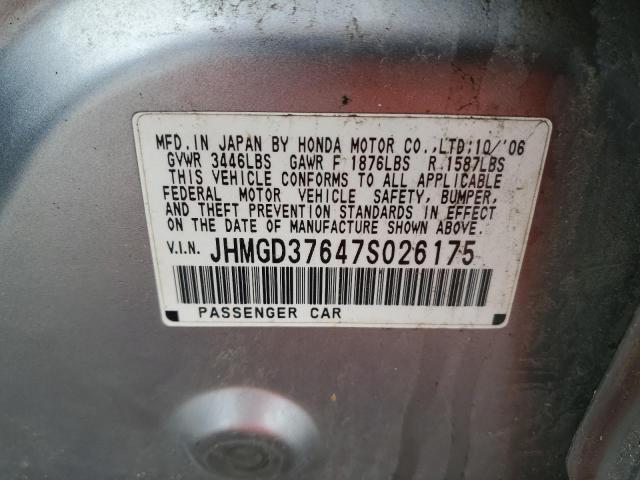 MFD.IN JAPAN BY HONDA MOTOR CO.,LTD;10/'06
GVWR 3446LBS GAWR F 1876LBS R 1587LBS
THIS VEHICLE CONFORMS TO ALL APPLICABLE
FEDERAL MOTOR VEHICLE SAFETY, BUMPER,
AND THEFT PREVENTION STANDARDS IN EFFECT
ON THE DATE OF MANUFACTURE SHOWN ABOVE.
V.I.N. JHMGD37647S026175
PASSENGER CAR